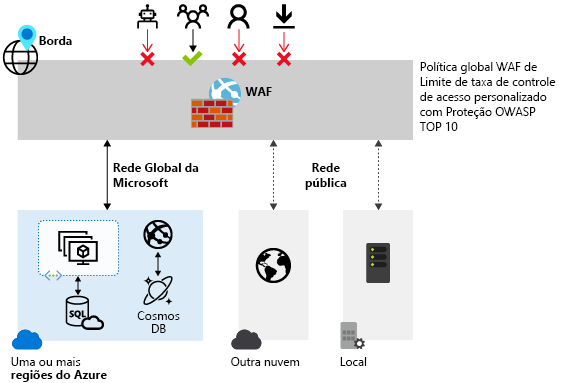 Borda
WAF
Política global WAF de
Limite de taxa de controle
de acesso personalizado
com Proteção OWASP
TOP 10
Rede Global da
Microsoft
Rede
pública
SQL
Cosmos
DB
Uma ou mais
regiões do Azure
Outra nuvem
Local